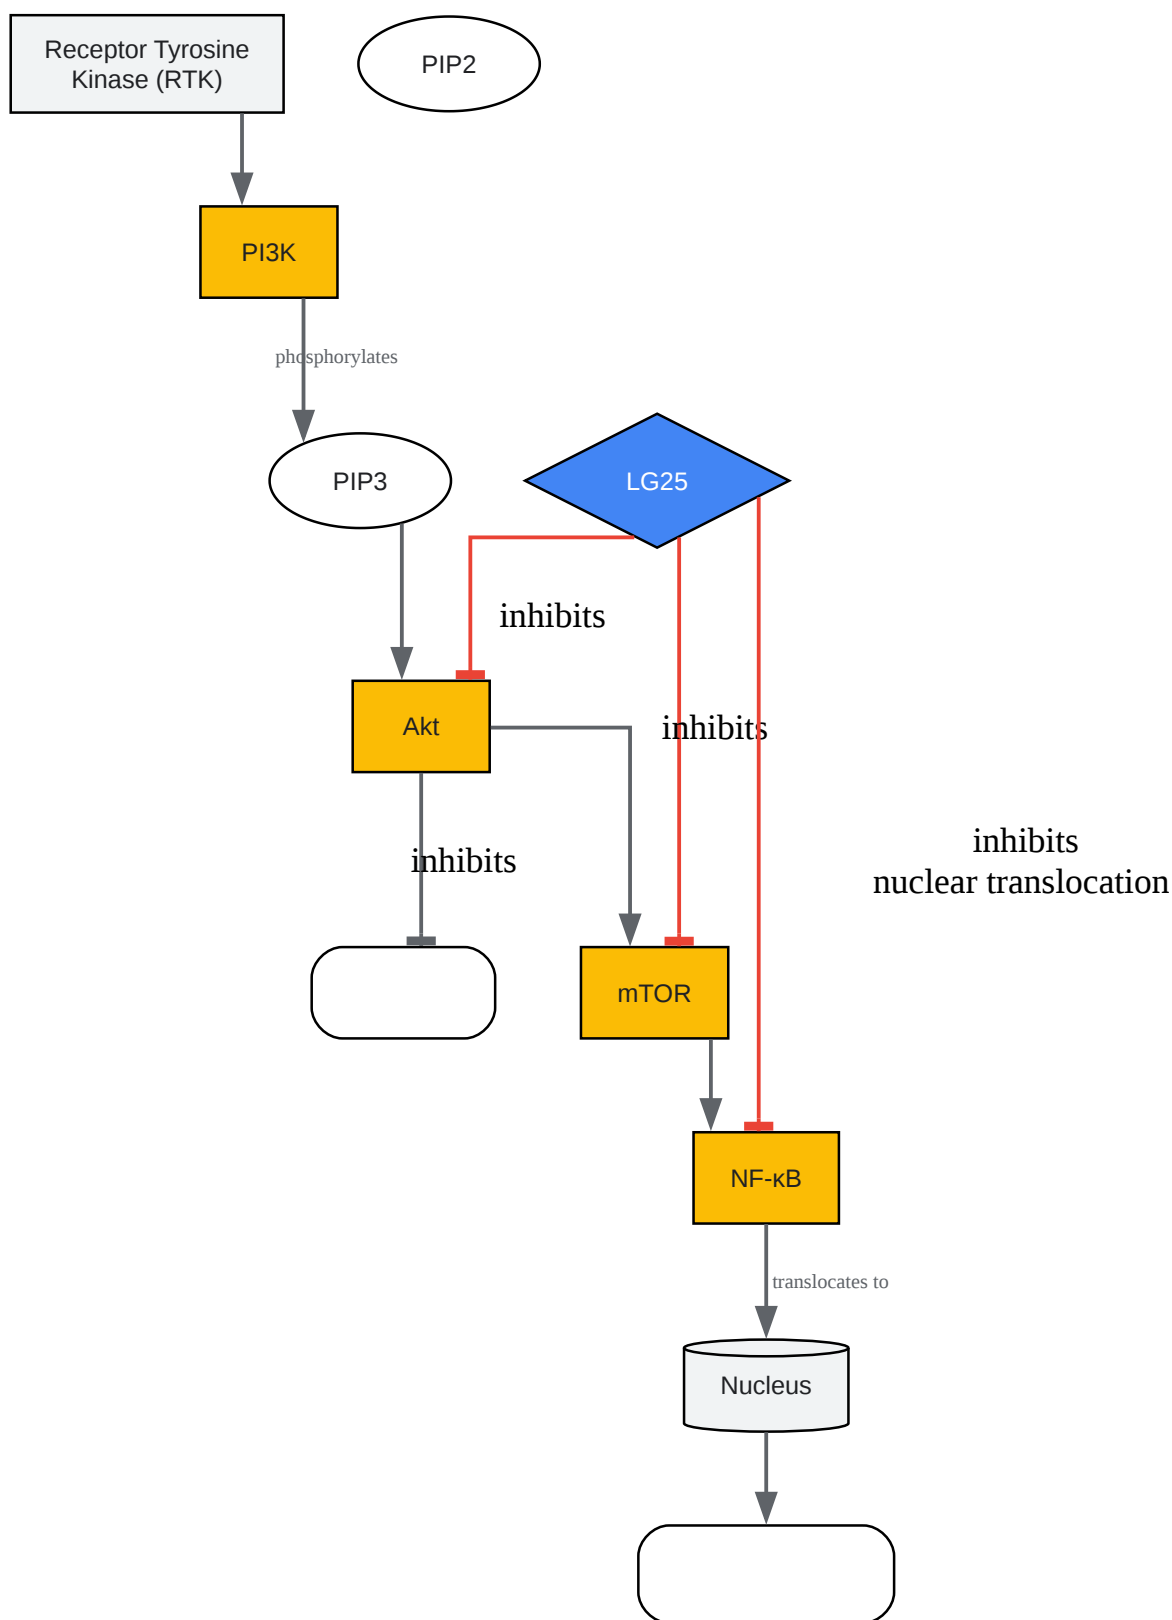 Receptor Tyrosine
Kinase (RTK)
PIP2
PI3K
phosphorylates
PIP3
LG25
inhibits
Akt
inhibits
inhibits
inhibits
nuclear translocation
mTOR
NF-κB
translocates to
Nucleus